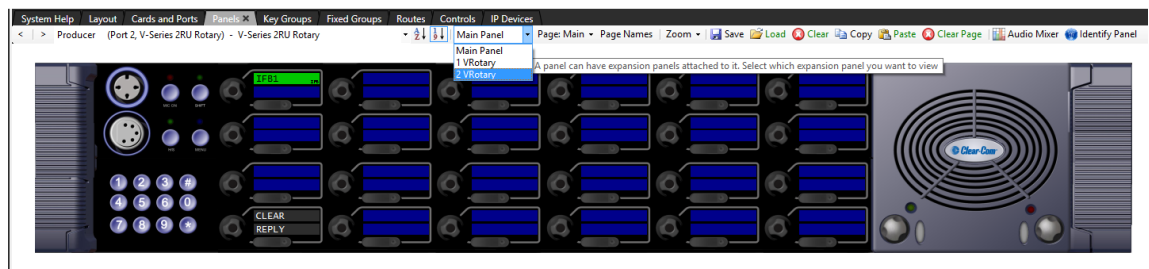 System Help Layout Cards and Ports Panels Key Groups Fixed Groups Routes Controls IP Devices
< > Producer (Port 2, V-Series 2RU Rotary) - V-Series 2RU Rotary Main Panel Page: Main Page Names Zoom Save Load Clear Copy Paste Clear Page Audio Mixer Identify Panel
Main Panel
1 VRotary
2 VRotary
A panel can have expansion panels attached to it. Select which expansion panel you want to view
IFB1
MIC ON SHIFT
Clear-Com
1 2 3 #
4 5 6 0
7 8 9 *
CLEAR
REPLY